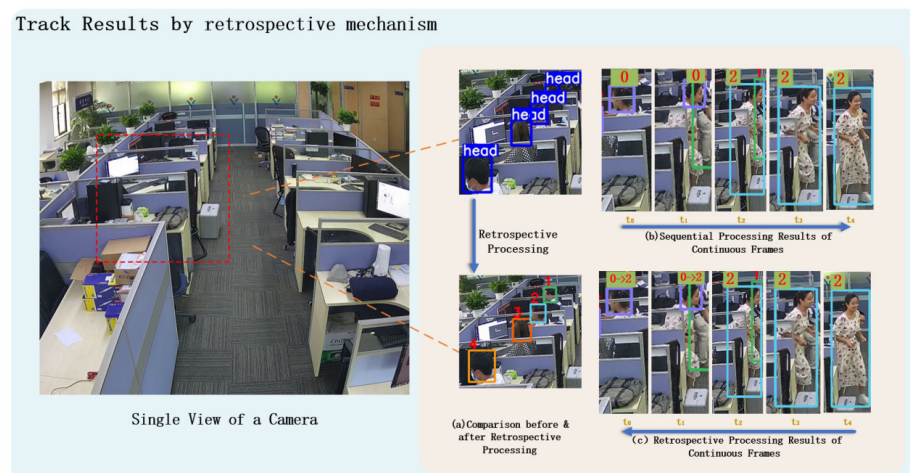 Track Results by retrospective mechanism
head
head
head
head
0
0
2
1
2
2
t₀
t₁
t₂
t₃
t₄
Retrospective
Processing
(b)Sequential Processing Results of
Continuous Frames
1
2
3
4
0->2
0->2
2
1
2
2
t₀
t₁
t₂
t₃
t₄
Single View of a Camera
(a)Comparison before &
after Retrospective
Processing
(c) Retrospective Processing Results of
Continuous Frames